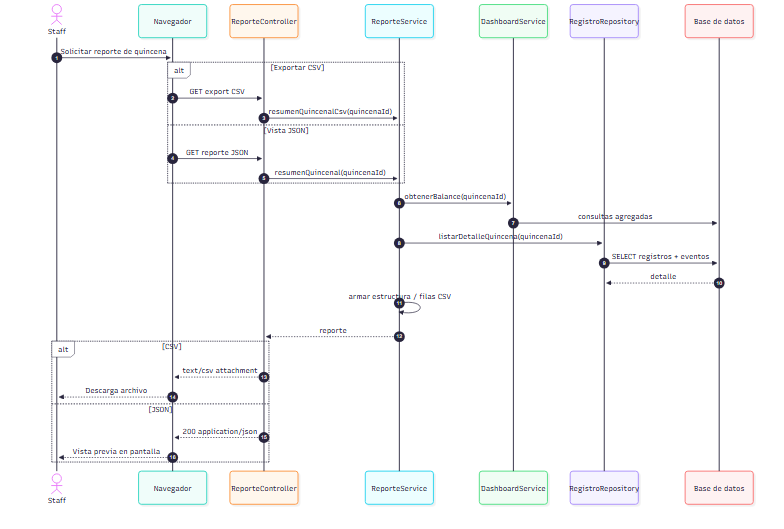 Staff
Navegador
ReporteController
ReporteService
DashboardService
RegistroRepository
Base de datos
1
Solicitar reporte de quincena
alt
[Exportar CSV]
2
GET export CSV
3
resumenQuincenalCsv(quincenaId)
[Vista JSON]
4
GET reporte JSON
5
resumenQuincenal(quincenaId)
6
obtenerBalance(quincenaId)
7
consultas agregadas
8
listarDetalleQuincena(quincenaId)
9
SELECT registros + eventos
10
detalle
11
armar estructura / filas CSV
12
reporte
alt
[CSV]
13
text/csv attachment
14
Descarga archivo
[JSON]
15
200 application/json
16
Vista previa en pantalla
Staff
Navegador
ReporteController
ReporteService
DashboardService
RegistroRepository
Base de datos